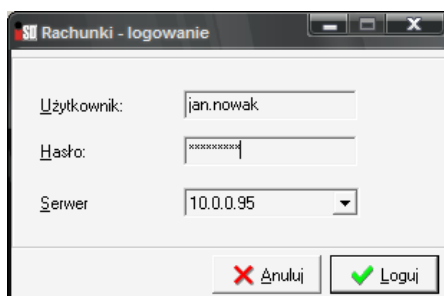 Rachunki - logowanie
Użytkownik: jan.nowak
Hasło: *********
Serwer 10.0.0.95
Anuluj Loguj